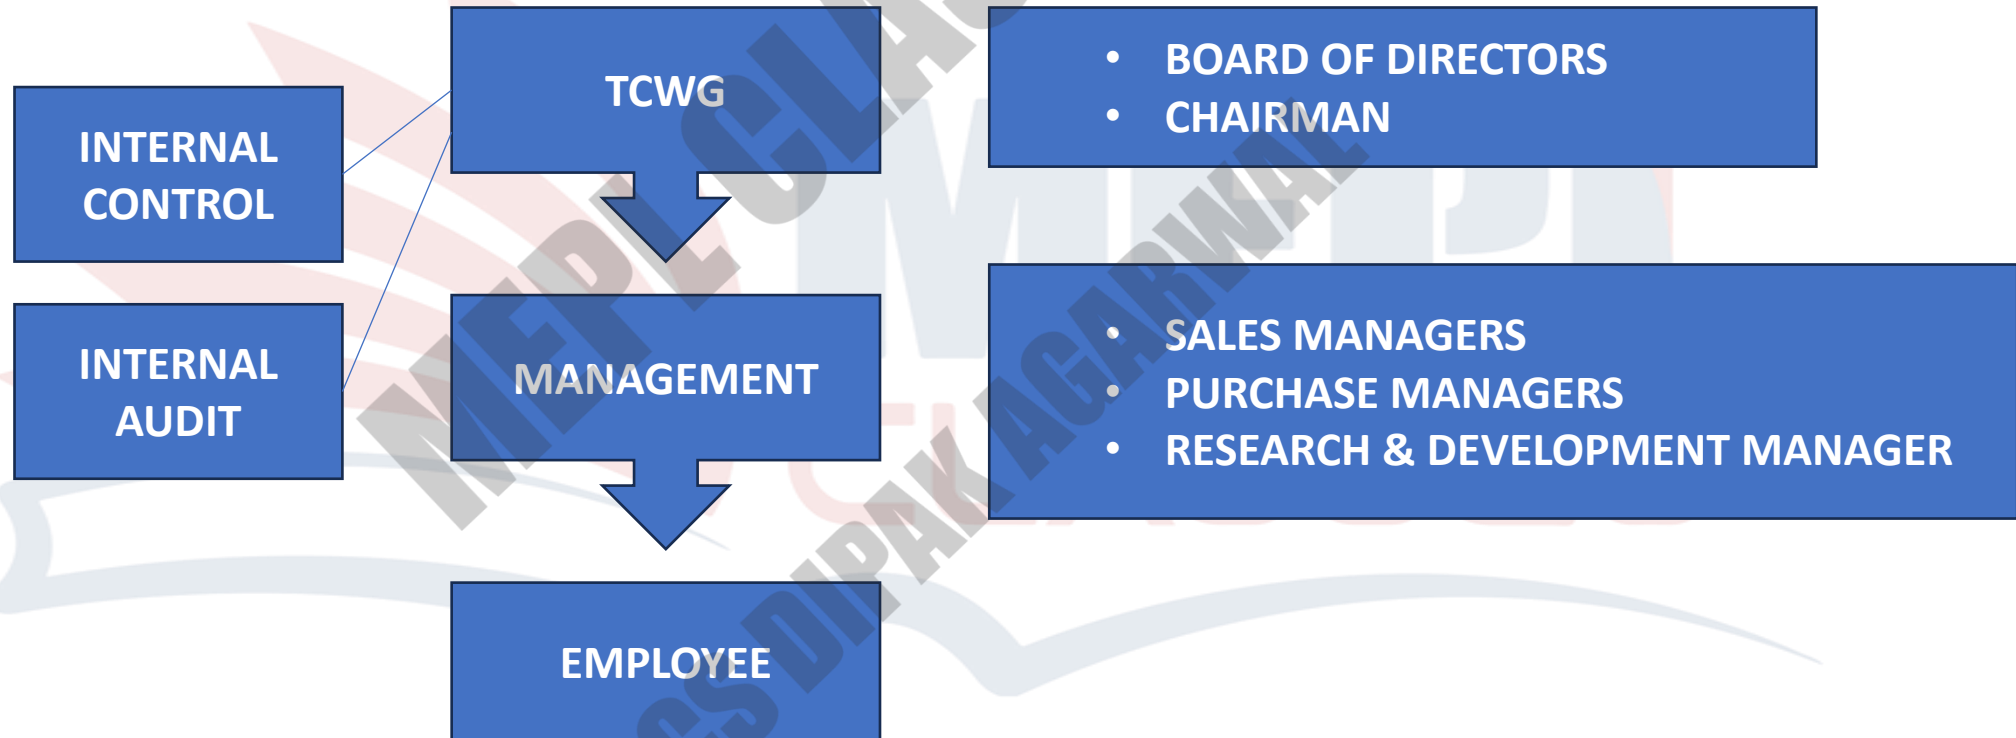 INTERNAL
CONTROL
INTERNAL
AUDIT
TCWG
MANAGEMENT
EMPLOYEE
• BOARD OF DIRECTORS
• CHAIRMAN
• SALES MANAGERS
• PURCHASE MANAGERS
• RESEARCH & DEVELOPMENT MANAGER
MEPL
CS DIPAK AGARWAL